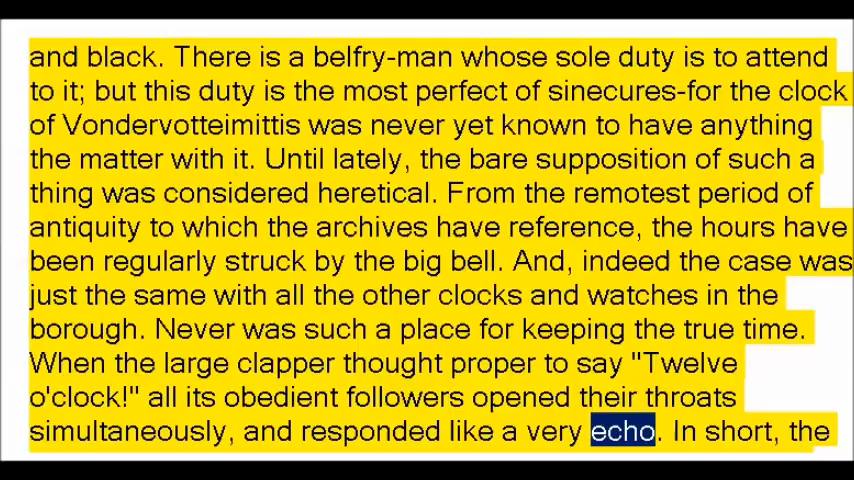 and black. There is a belfry-man whose sole duty is to attend
to it; but this duty is the most perfect of sinecures-for the clock
of Vondervotteimittis was never yet known to have anything
the matter with it. Until lately, the bare supposition of such a
thing was considered heretical. From the remotest period of
antiquity to which the archives have reference, the hours have
been regularly struck by the big bell. And, indeed the case was
just the same with all the other clocks and watches in the
borough. Never was such a place for keeping the true time.
When the large clapper thought proper to say "Twelve
o'clock!" all its obedient followers opened their throats
simultaneously, and responded like a very echo. In short, the